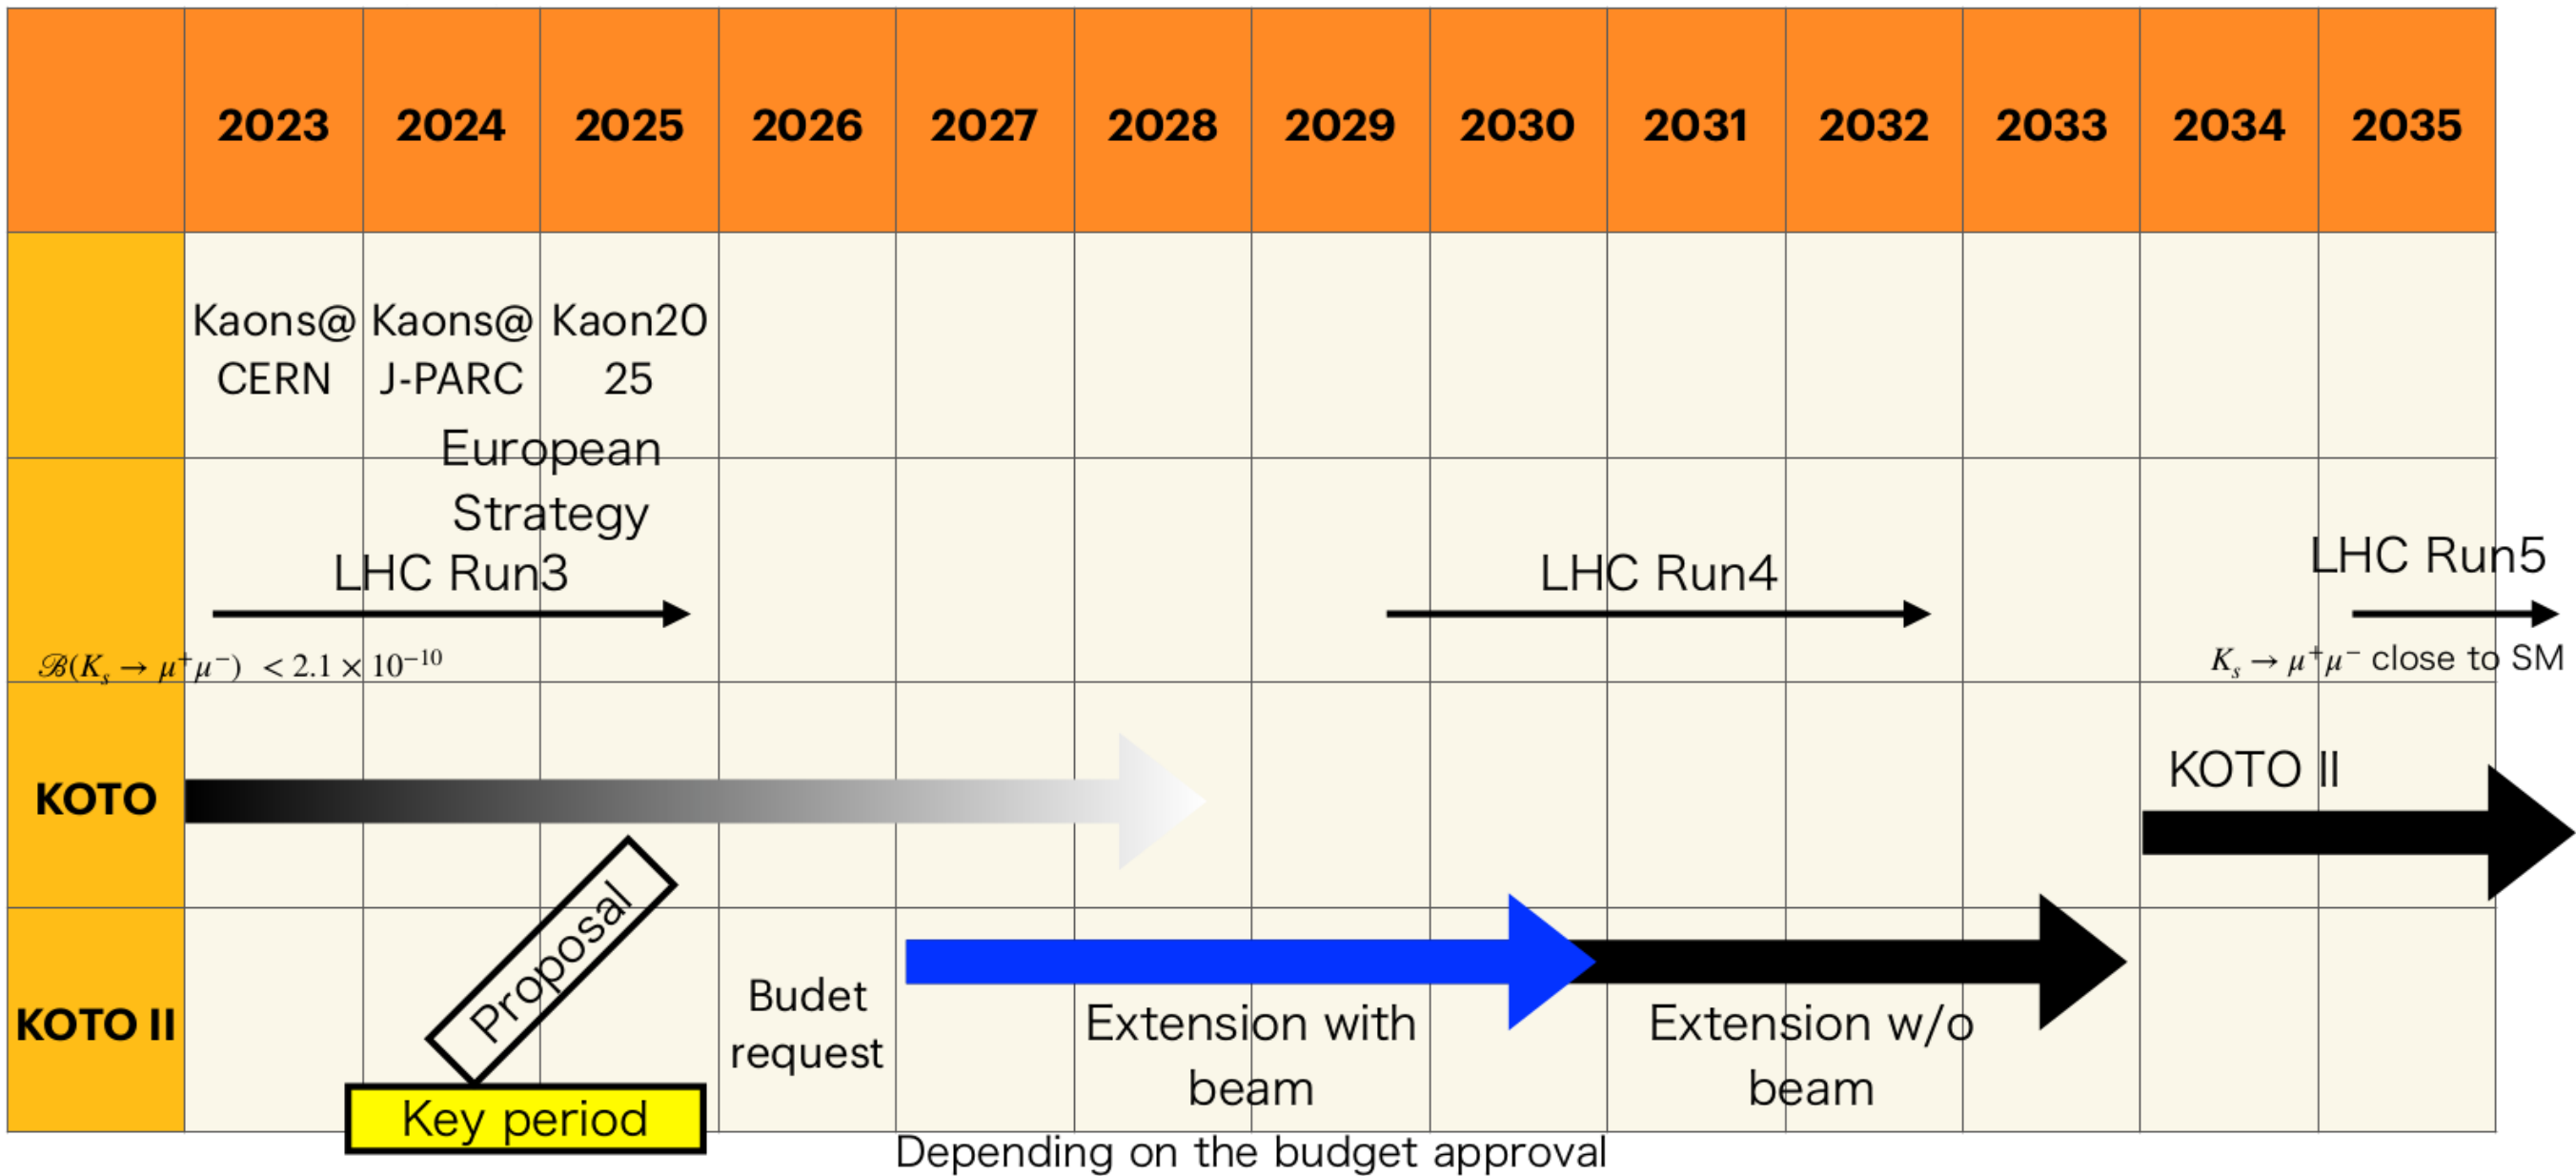 2023 2024 2025 2026 2027 2028 2029 2030 2031 2032 2033 2034 2035
Kaons@
CERN
Kaons@
J-PARC
Kaon20
25
European
Strategy
LHC Run3
LHC Run4
LHC Run5
ℬ(Kₛ → μ⁺μ⁻) < 2.1 × 10⁻¹⁰
Kₛ → μ⁺μ⁻ close to SM
KOTO
KOTO II
KOTO II
Proposal
Key period
Budet
request
Extension with
beam
Extension w/o
beam
Depending on the budget approval